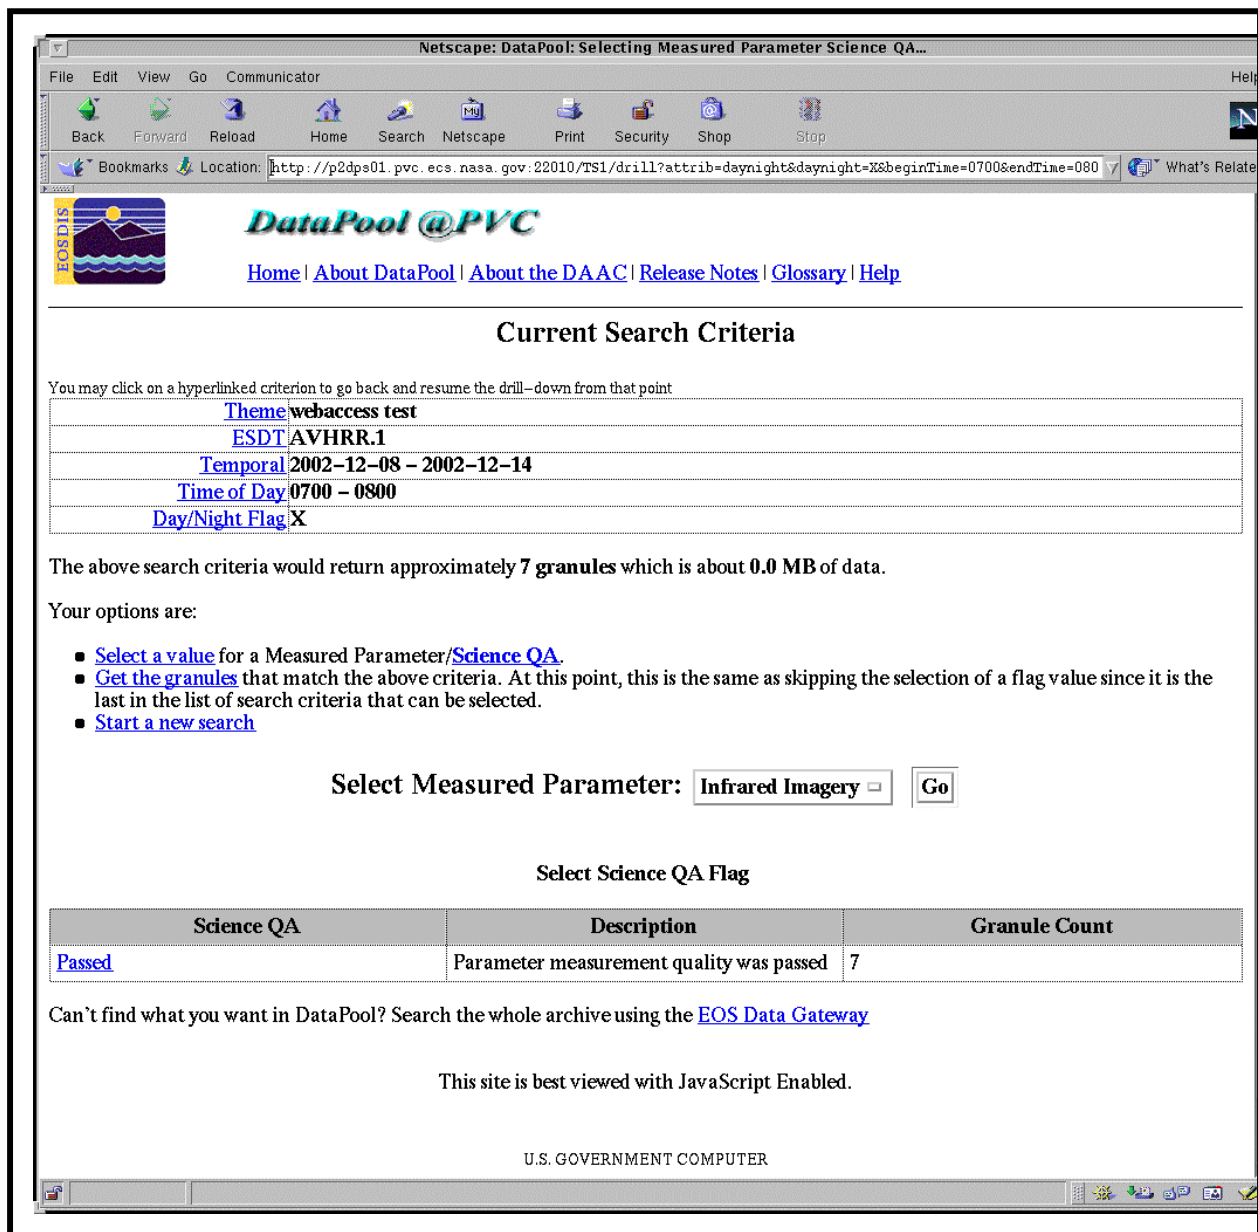 Netscape: DataPool: Selecting Measured Parameter Science QA...
File Edit View Go Communicator Help
Back Forward Reload Home Search Netscape Print Security Shop Stop
My
N
Bookmarks Location: http://p2dps01.pvc.ecs.nasa.gov:22010/TS1/drill?attrib=daynight&daynight=X&beginTime=0700&endTime=080 What's Relate
EOSDIS
DataPool @PVC
Home | About DataPool | About the DAAC | Release Notes | Glossary | Help
Current Search Criteria
You may click on a hyperlinked criterion to go back and resume the drill–down from that point
Theme webaccess test
ESDT AVHRR.1
Temporal 2002–12–08 – 2002–12–14
Time of Day 0700 – 0800
Day/Night Flag X
The above search criteria would return approximately 7 granules which is about 0.0 MB of data.
Your options are:
Select a value for a Measured Parameter/Science QA.
Get the granules that match the above criteria. At this point, this is the same as skipping the selection of a flag value since it is the
last in the list of search criteria that can be selected.
Start a new search
Select Measured Parameter: Infrared Imagery Go
Select Science QA Flag
Science QA Description Granule Count
Passed Parameter measurement quality was passed 7
Can't find what you want in DataPool? Search the whole archive using the EOS Data Gateway
This site is best viewed with JavaScript Enabled.
U.S. GOVERNMENT COMPUTER